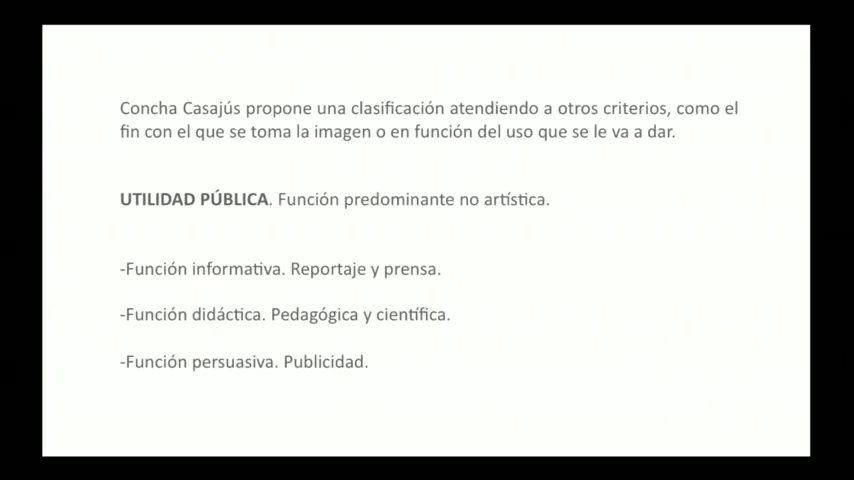 Concha Casajús propone una clasificación atendiendo a otros criterios, como el
fin con el que se toma la imagen o en función del uso que se le va a dar.
UTILIDAD PÚBLICA. Función predominante no artística.
-Función informativa. Reportaje y prensa.
-Función didáctica. Pedagógica y científica.
-Función persuasiva. Publicidad.